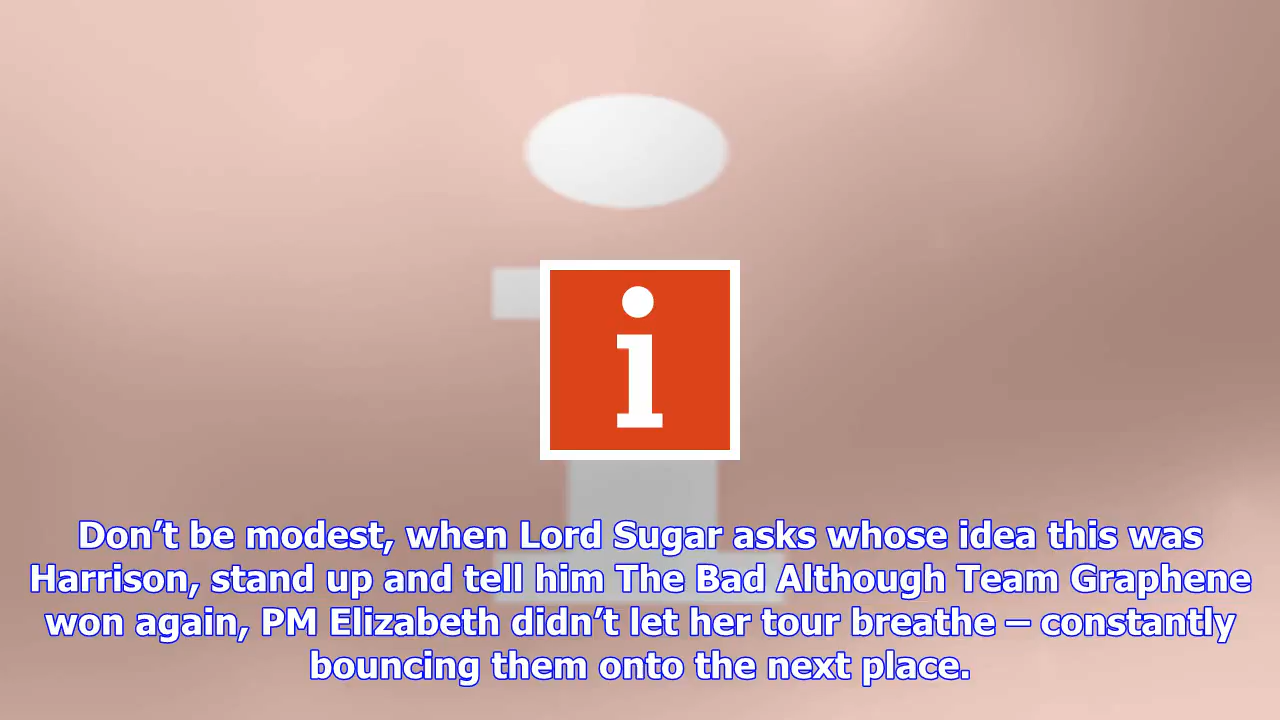 i
Don’t be modest, when Lord Sugar asks whose idea this was
Harrison, stand up and tell him The Bad Although Team Graphene
won again, PM Elizabeth didn’t let her tour breathe – constantly
bouncing them onto the next place.